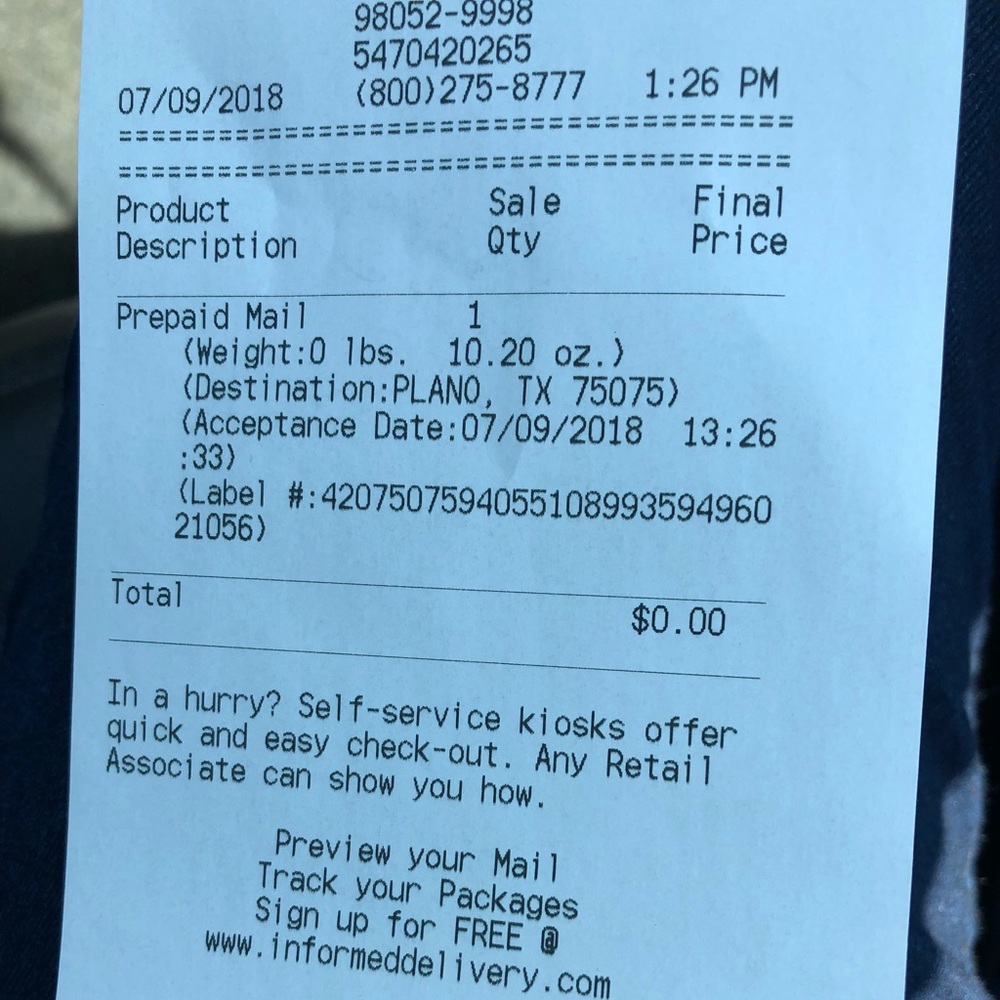 98052-9998
5470420265
07/09/2018 (800)275-8777 1:26 PM
========================================
========================================
Product Sale Final
Description Qty Price
Prepaid Mail 1
(Weight:0 lbs. 10.20 oz.)
(Destination:PLANO, TX 75075)
(Acceptance Date:07/09/2018 13:26
:33)
(Label #:4207507594055108993594960
21056)
Total $0.00
In a hurry? Self-service kiosks offer
quick and easy check-out. Any Retail
Associate can show you how.
Preview your Mail
Track your Packages
Sign up for FREE @
www.informeddelivery.com